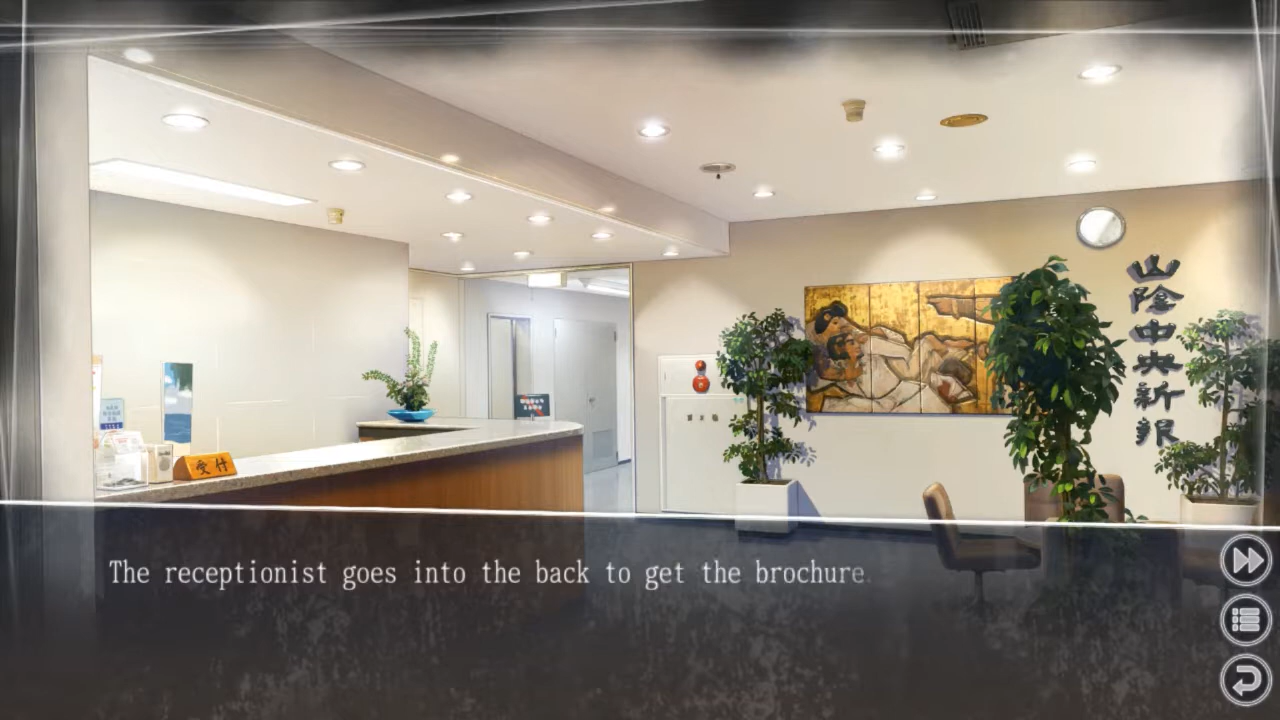 山陰中央新報
受付
The receptionist goes into the back to get the brochure.